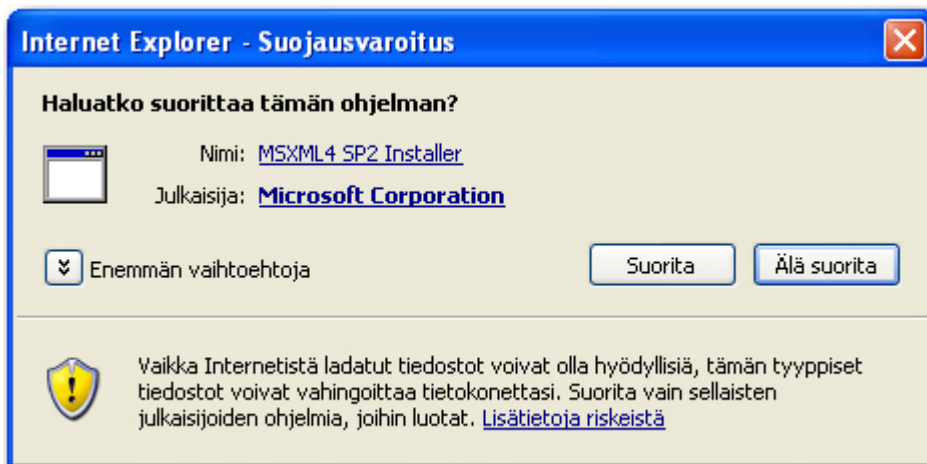 Internet Explorer - Suojausvaroitus
Haluatko suorittaa tämän ohjelman?
Nimi: MSXML4 SP2 Installer
Julkaisija: Microsoft Corporation
Enemmän vaihtoehtoja Suorita Älä suorita
Vaikka Internetistä ladatut tiedostot voivat olla hyödyllisiä, tämän tyyppiset
tiedostot voivat vahingoittaa tietokonettasi. Suorita vain sellaisten
julkaisijoiden ohjelmia, joihin luotat. Lisätietoja riskeistä